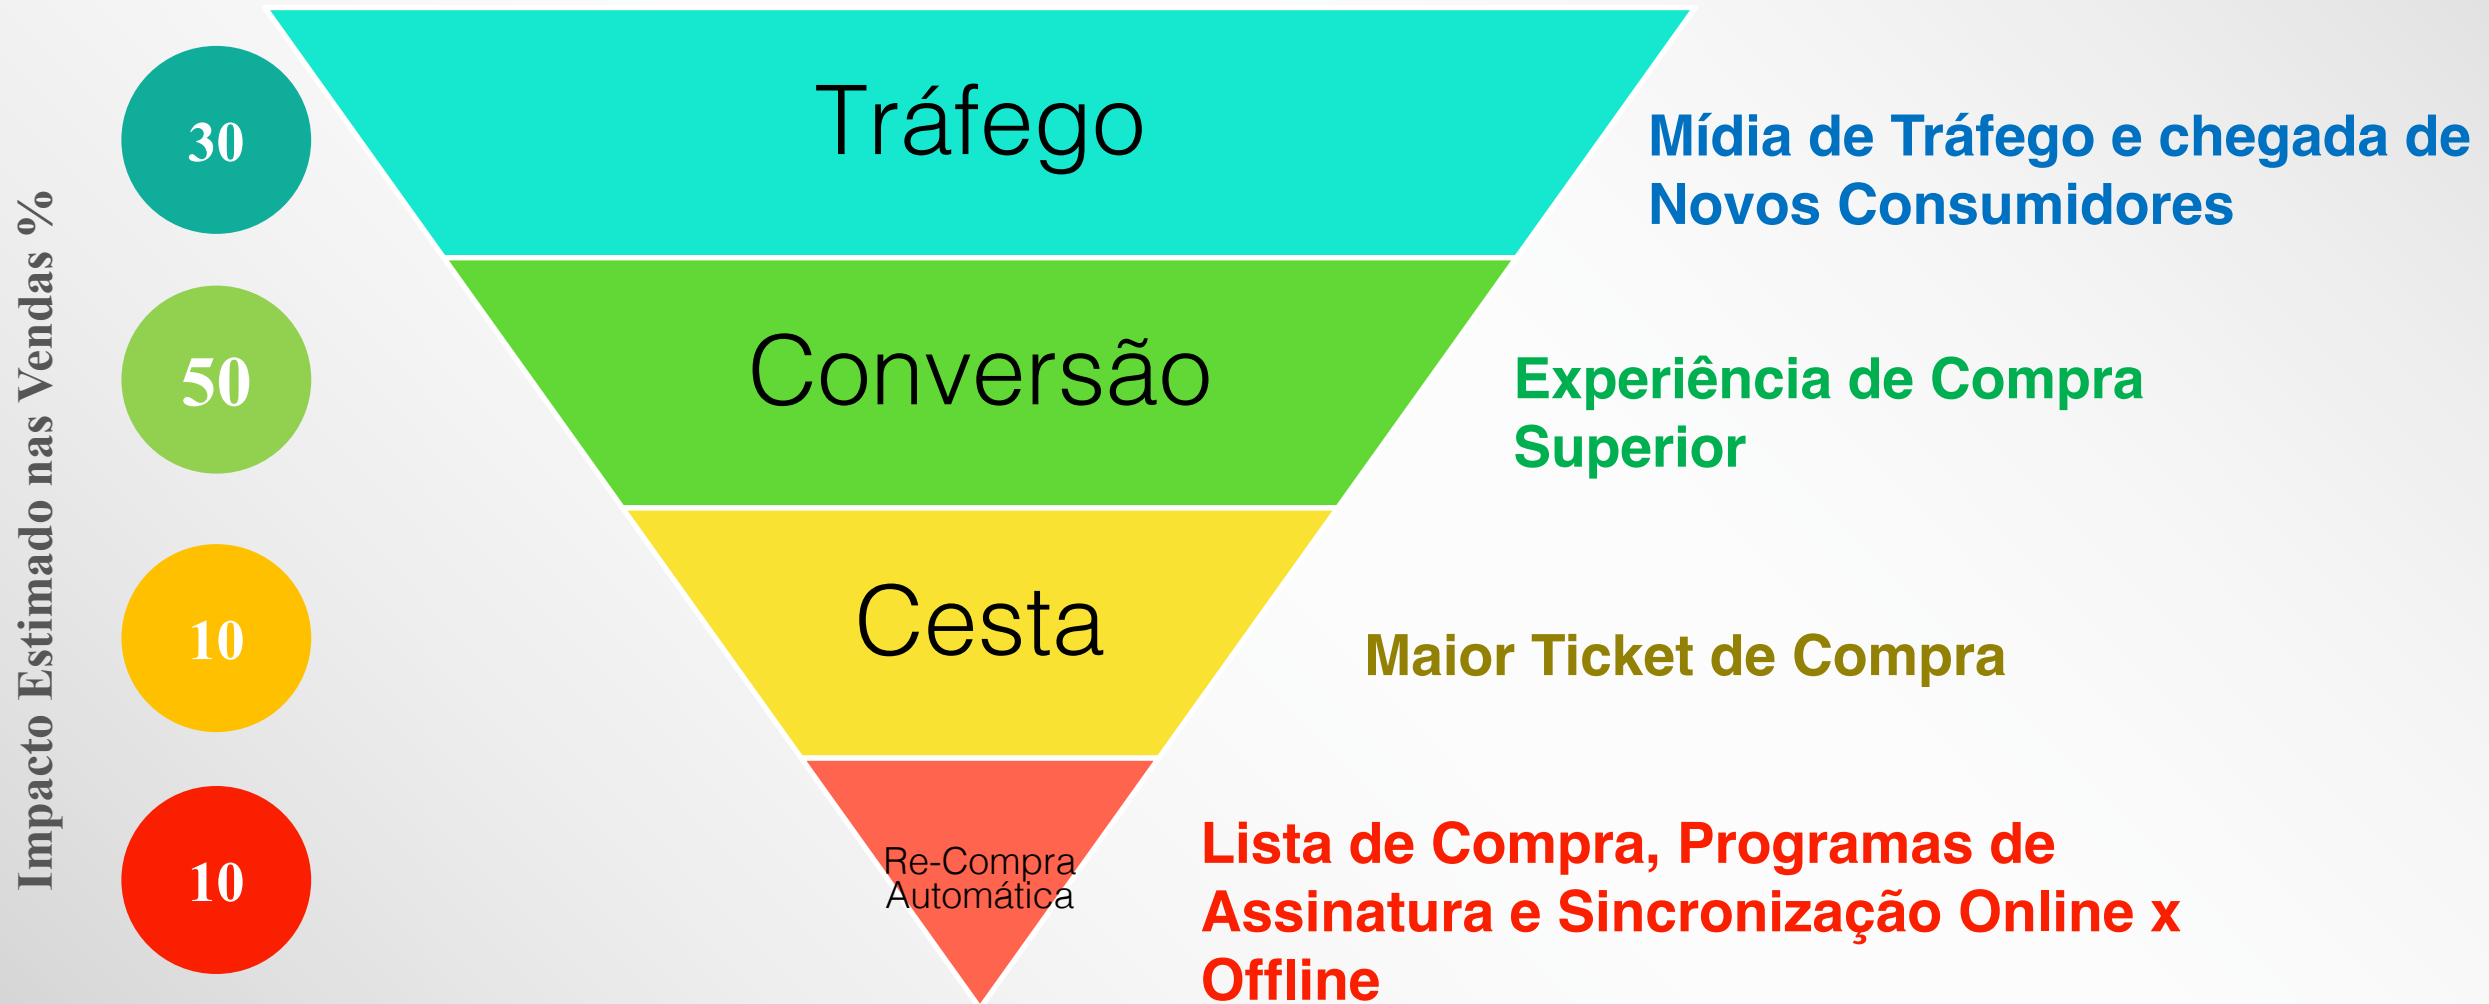 Impacto Estimado nas Vendas %
30
Tráfego
Mídia de Tráfego e chegada de
Novos Consumidores
50
Conversão
Experiência de Compra
Superior
10
Cesta
Maior Ticket de Compra
10
Re-Compra
Automática
Lista de Compra, Programas de
Assinatura e Sincronização Online x
Offline